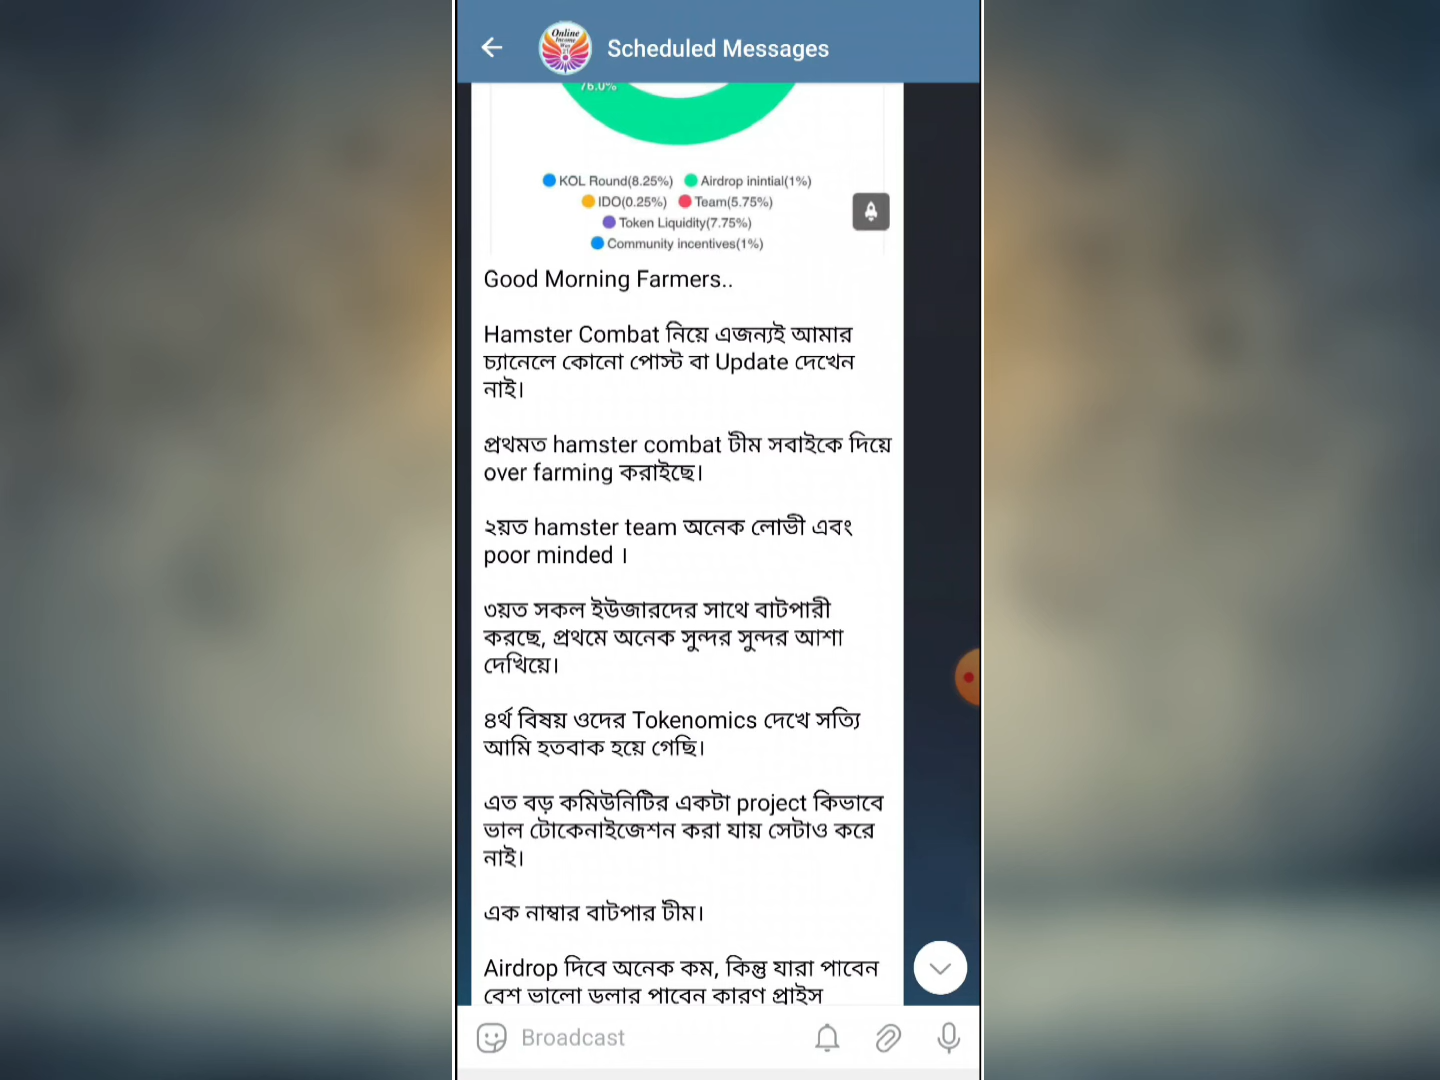 Online
Income
Scheduled Messages
76.0%
KOL Round(8.25%) Airdrop inintial(1%)
IDO(0.25%) Team(5.75%)
Token Liquidity(7.75%)
Community incentives(1%)
Good Morning Farmers..
Hamster Combat নিয়ে এজন্যই আমার
চ্যানেলে কোনো পোস্ট বা Update দেখেন
নাই।
প্রথমত hamster combat টীম সবাইকে দিয়ে
over farming করাইছে।
২য়ত hamster team অনেক লোভী এবং
poor minded ।
৩য়ত সকল ইউজারদের সাথে বাটপারী
করছে, প্রথমে অনেক সুন্দর সুন্দর আশা
দেখিয়ে।
৪র্থ বিষয় ওদের Tokenomics দেখে সত্যি
আমি হতবাক হয়ে গেছি।
এত বড় কমিউনিটির একটা project কিভাবে
ভাল টোকেনাইজেশন করা যায় সেটাও করে
নাই।
এক নাম্বার বাটপার টীম।
Airdrop দিবে অনেক কম, কিন্তু যারা পাবেন
বেশ ভালো ডলার পাবেন কারণ প্রাইস
Broadcast